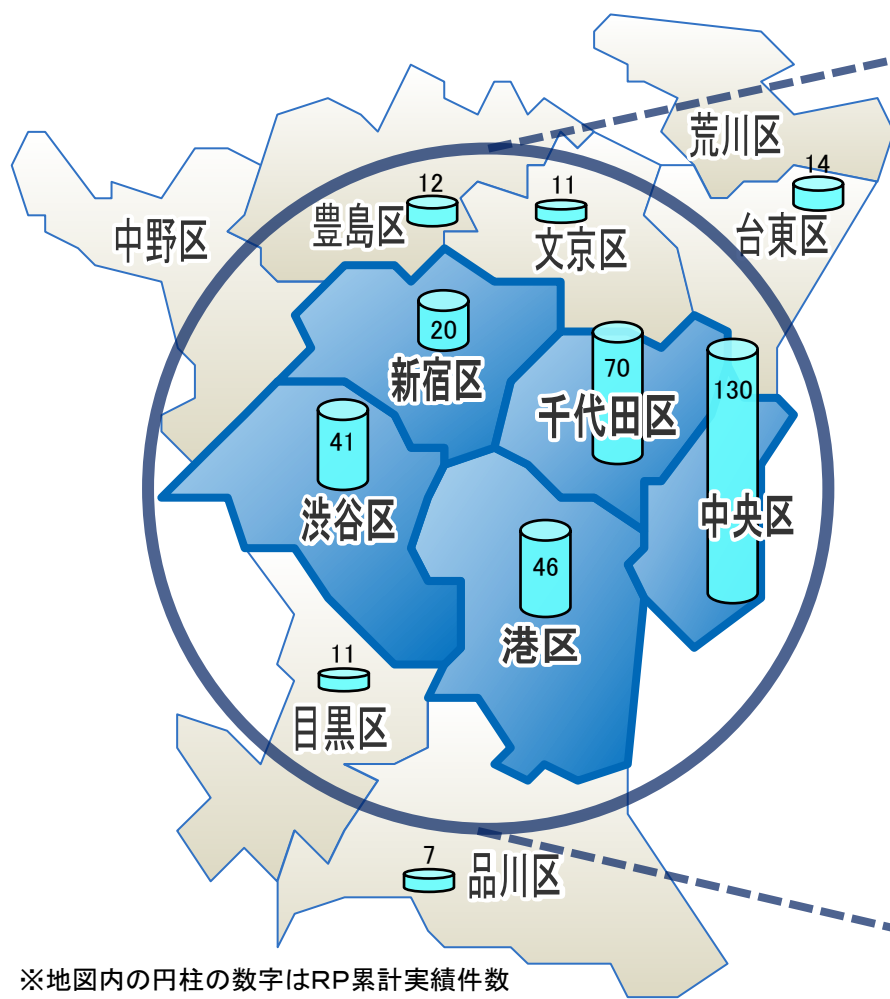 荒川区
14
台東区
12
豊島区
11
文京区
中野区
20
新宿区
70
千代田区
130
中央区
41
渋谷区
46
港区
11
目黒区
7
品川区
※地図内の円柱の数字はRP累計実績件数